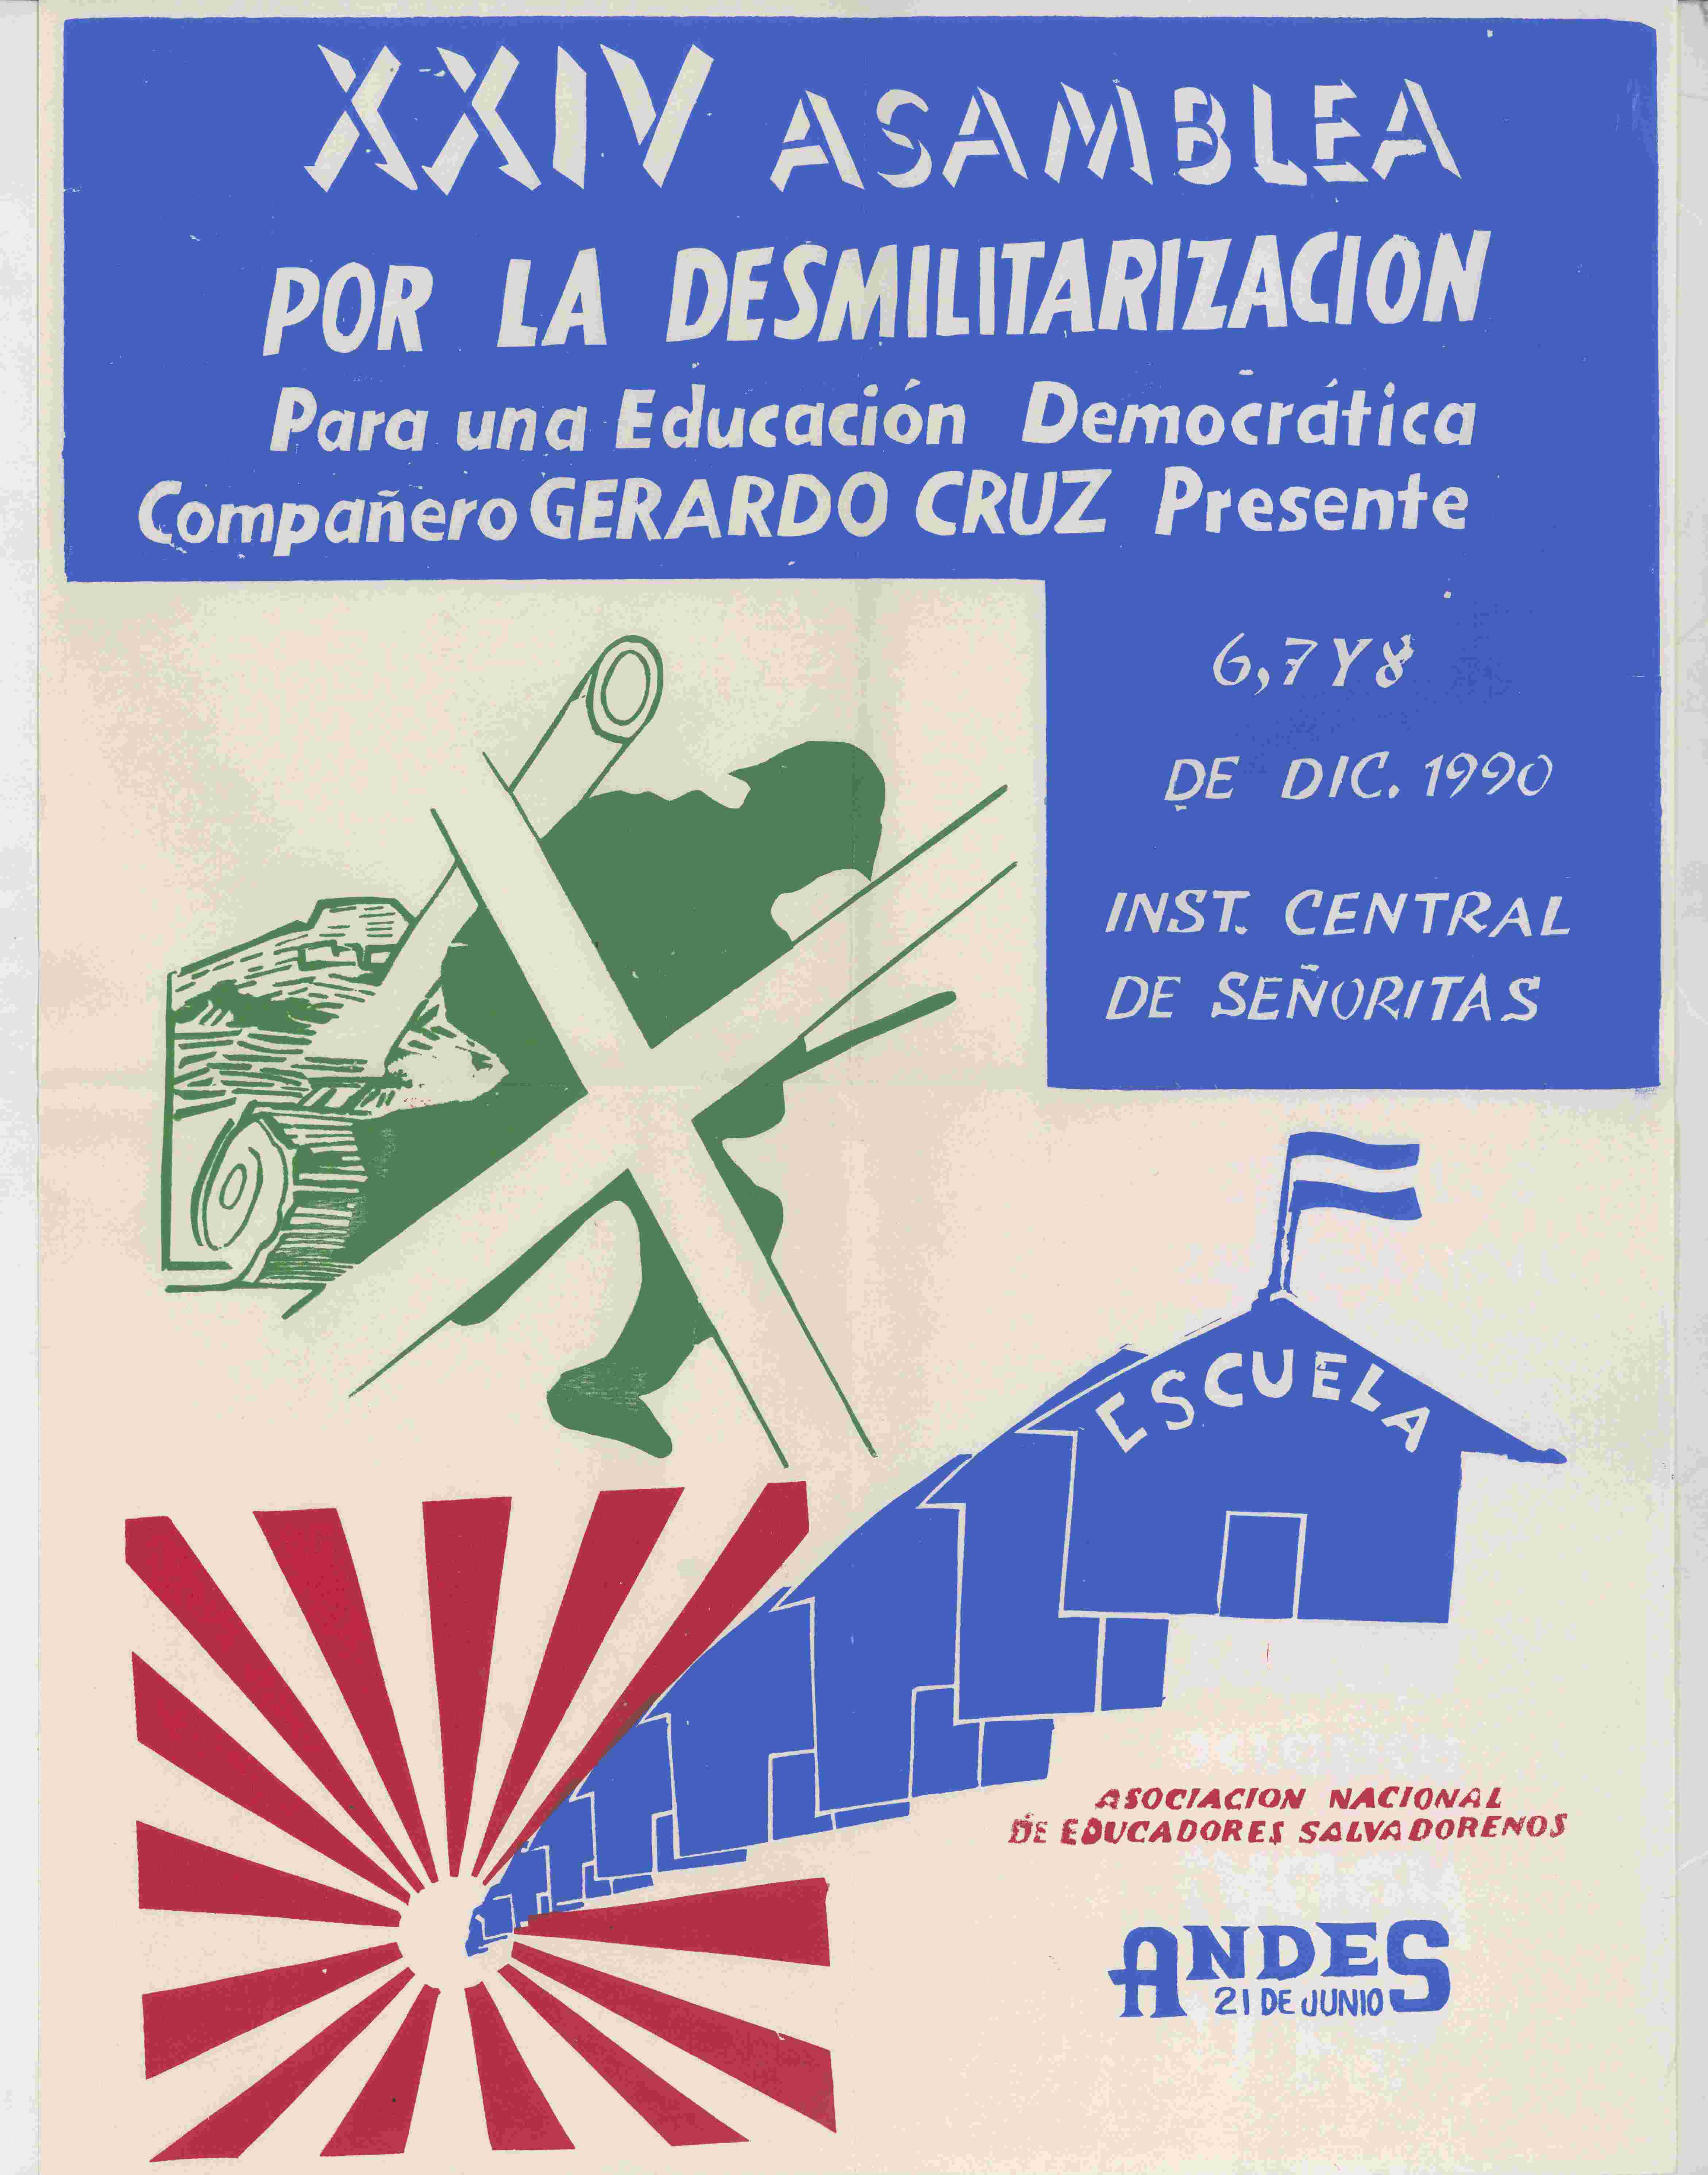 XXIV ASAMBLEA
POR LA DESMILITARIZACION
Para una Educación Democrática
Compañero GERARDO CRUZ Presente
6, 7 Y 8
DE DIC. 1990
INST. CENTRAL
DE SEÑORITAS
ESCUELA
ASOCIACION NACIONAL
DE EDUCADORES SALVADORENOS
ANDES
21 DE JUNIO